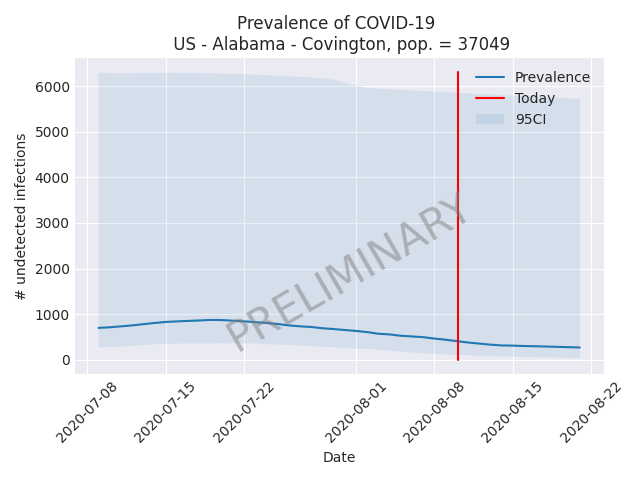 Prevalence of COVID-19
US - Alabama - Covington, pop. = 37049
6000
5000
4000
3000
2000
1000
0
# undetected infections
Prevalence
Today
95CI
PRELIMINARY
2020-07-08
2020-07-15
2020-07-22
2020-08-01
2020-08-08
2020-08-15
2020-08-22
Date